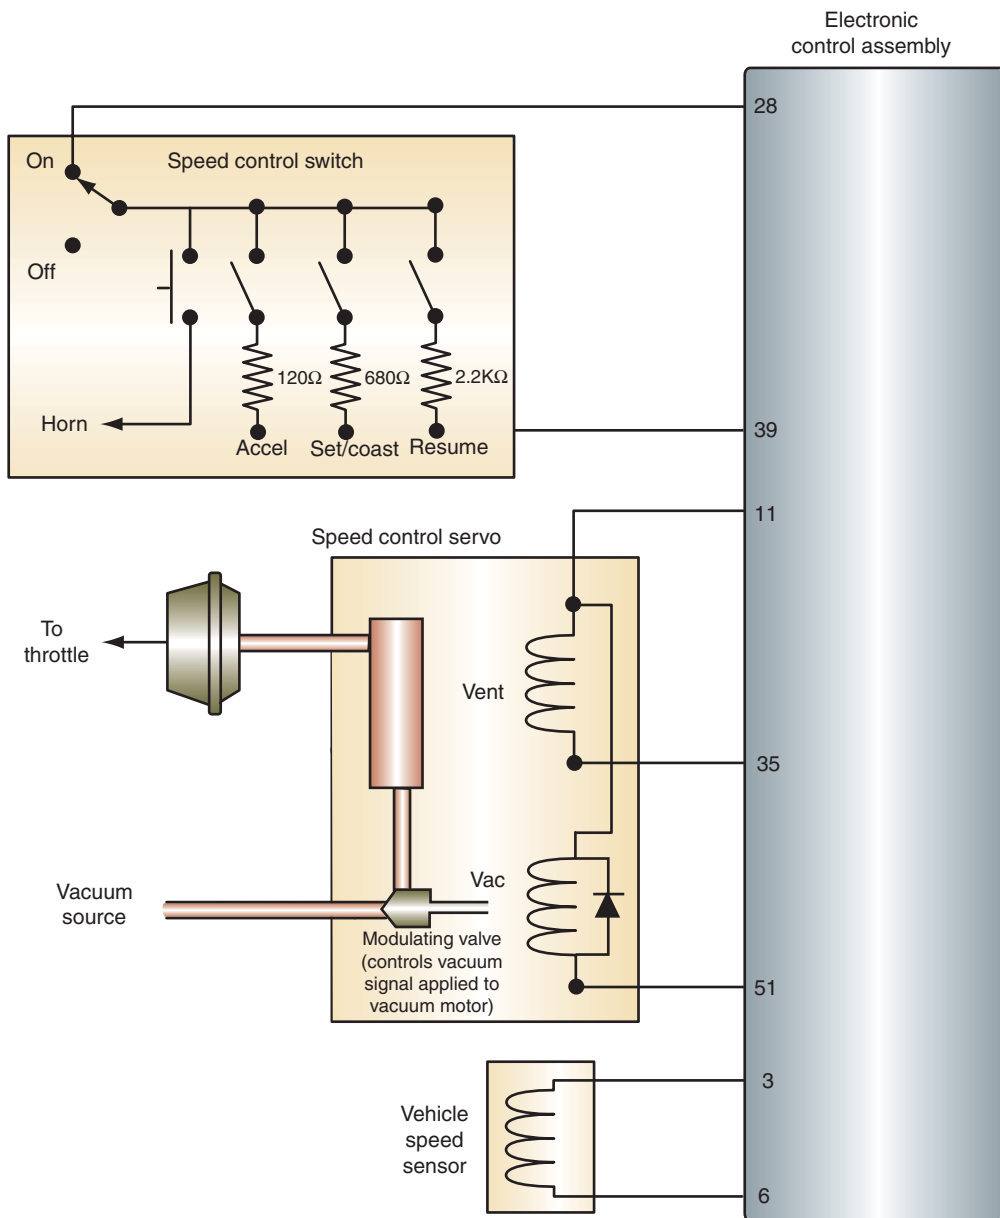 Electronic
control assembly
28
On
Speed control switch
Off
120Ω
680Ω
2.2KΩ
Horn
Accel
Set/coast
Resume
39
11
Speed control servo
To
throttle
Vent
35
Vac
Vacuum
source
Modulating valve
(controls vacuum
signal applied to
vacuum motor)
51
3
Vehicle
speed
sensor
6